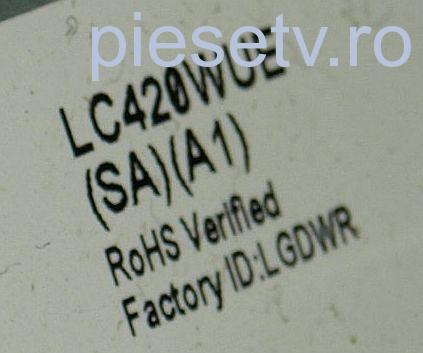 piesetv.ro
LC420WUE
(SA)(A1)
RoHS Verified
Factory ID:LGDWR